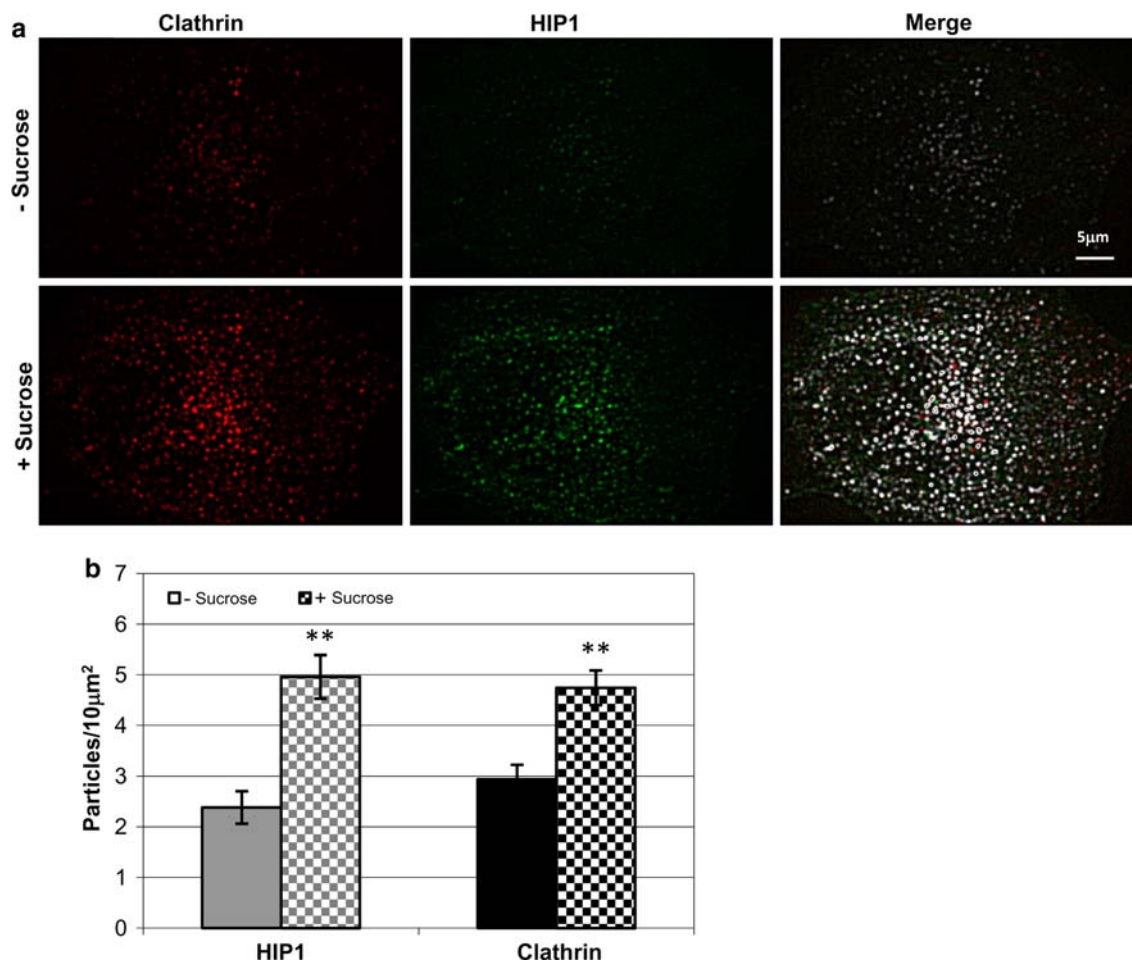 a
Clathrin HIP1 Merge
- Sucrose
5µm
+ Sucrose
b
7
6
5
4
3
2
1
0
Particles/10µm²
- Sucrose + Sucrose
** **
HIP1 Clathrin